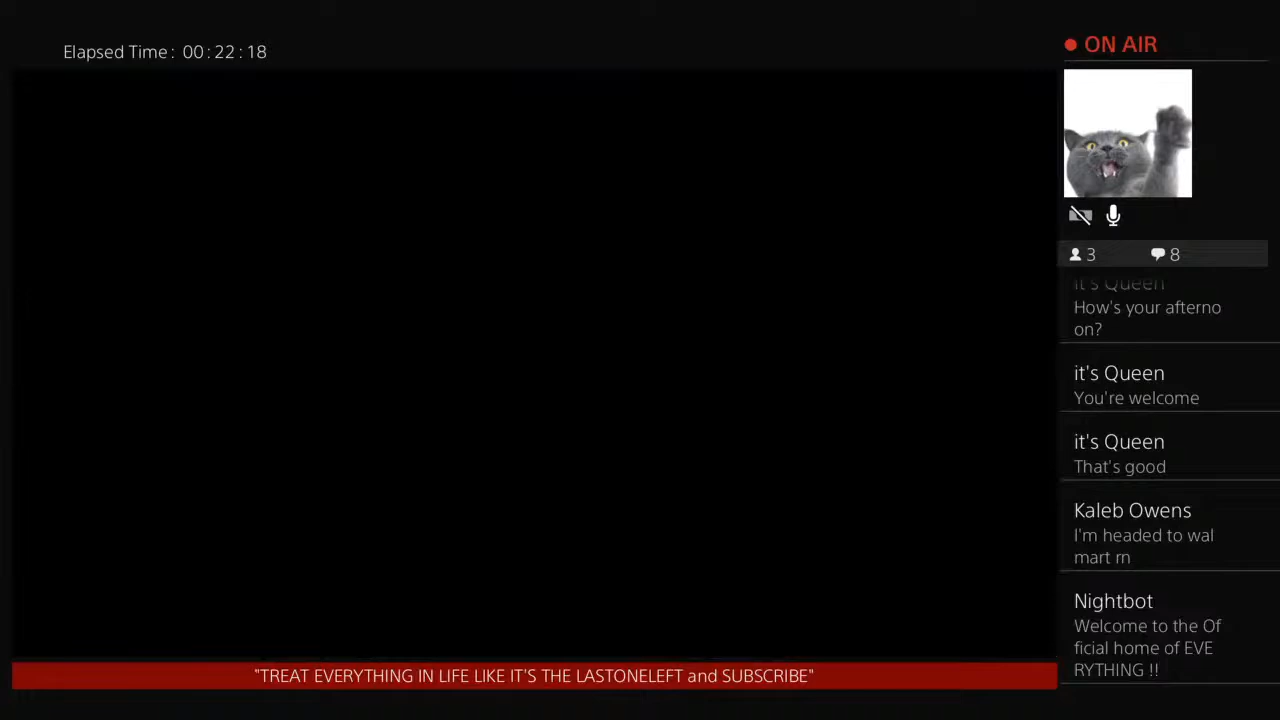 Elapsed Time: 00:22:18
ON AIR
3 8
it's Queen
How's your afterno
on?
it's Queen
You're welcome
it's Queen
That's good
Kaleb Owens
I'm headed to wal
mart rn
Nightbot
Welcome to the Of
ficial home of EVE
RYTHING !!
"TREAT EVERYTHING IN LIFE LIKE IT'S THE LASTONELEFT and SUBSCRIBE"